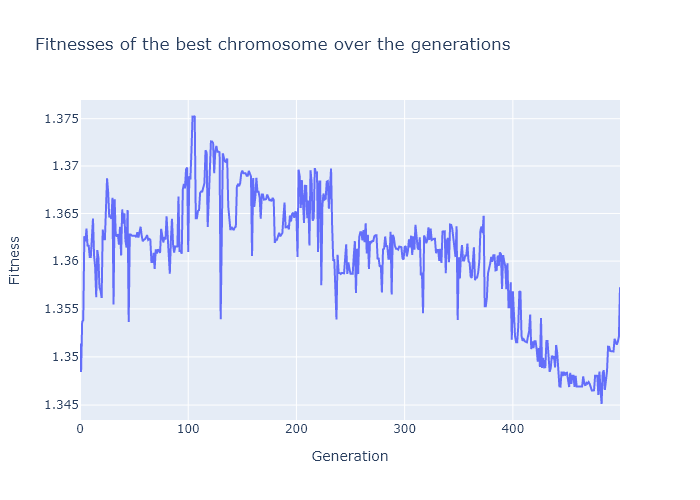 Fitnesses of the best chromosome over the generations
1.375
1.37
1.365
1.36
1.355
1.35
1.345
Fitness
0 100 200 300 400
Generation